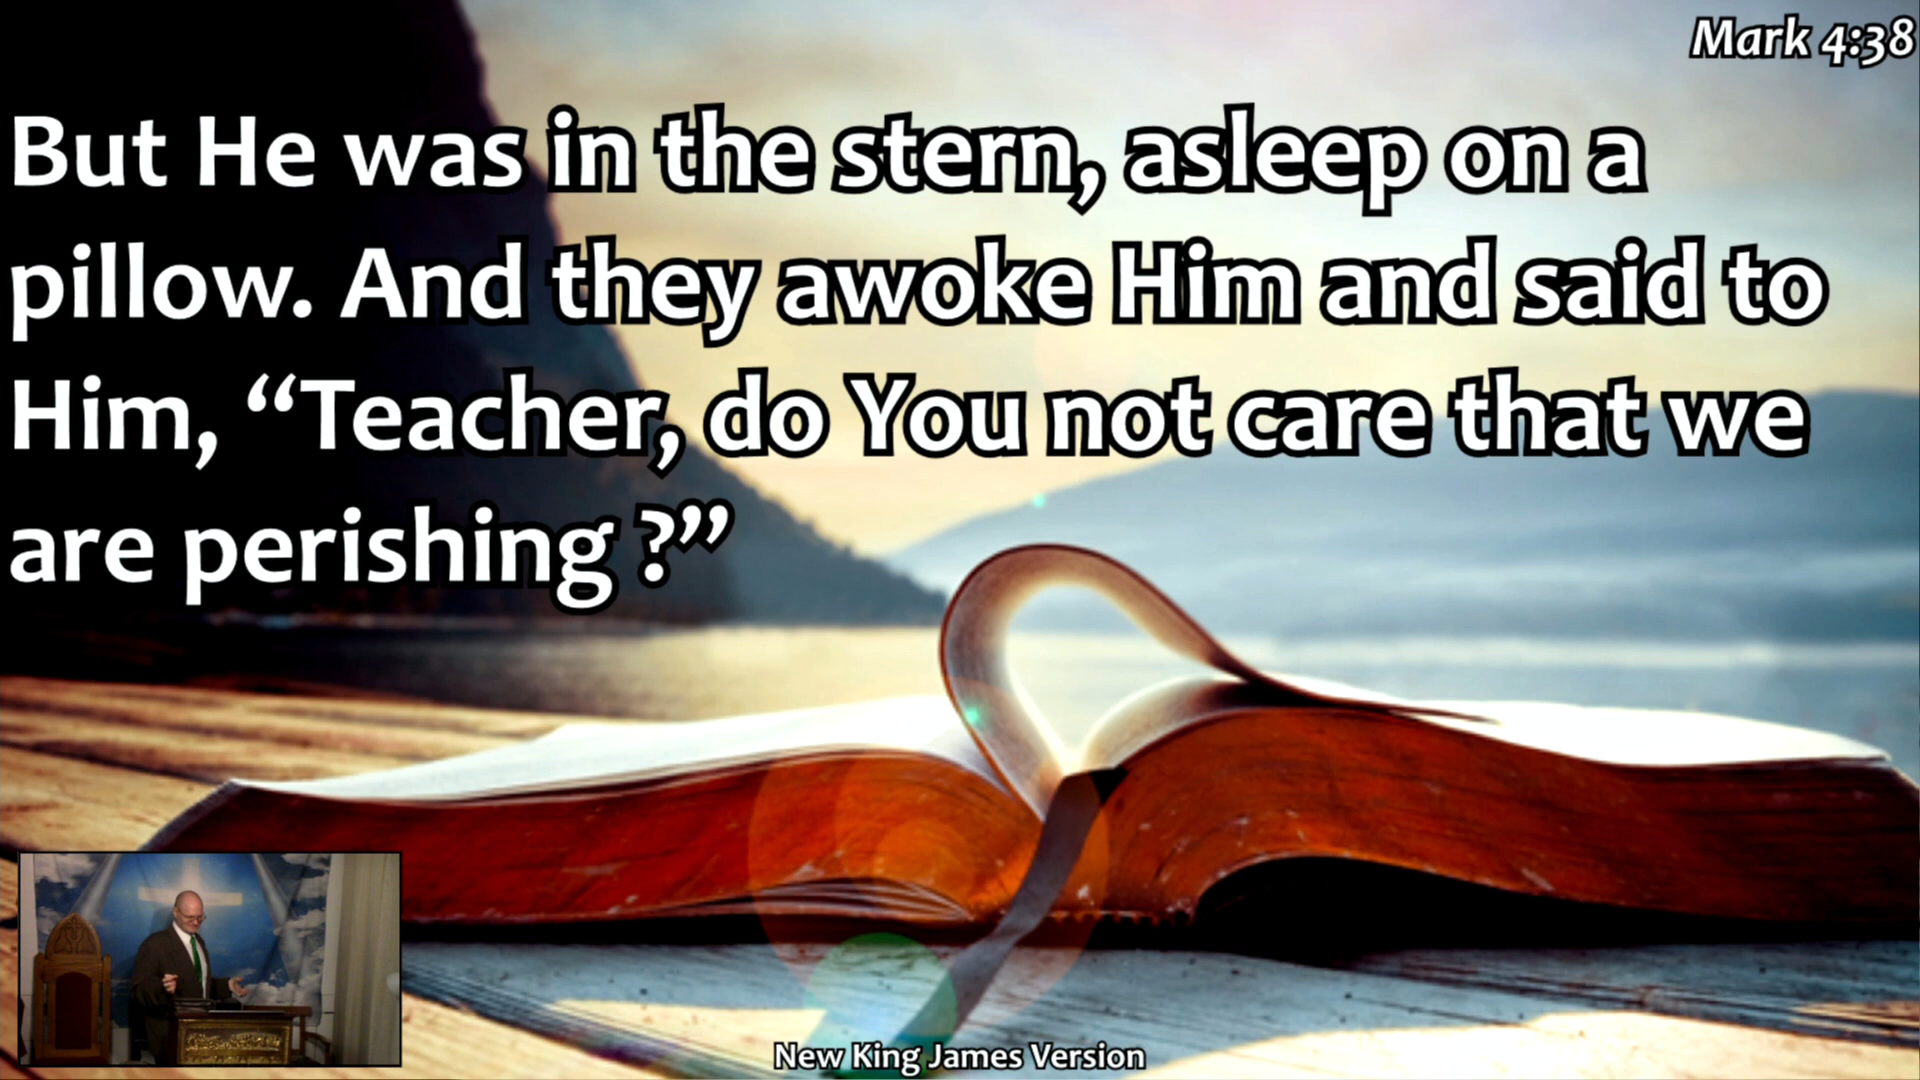 Mark 4:38
But He was in the stern, asleep on a
pillow. And they awoke Him and said to
Him, “Teacher, do You not care that we
are perishing ?”
New King James Version